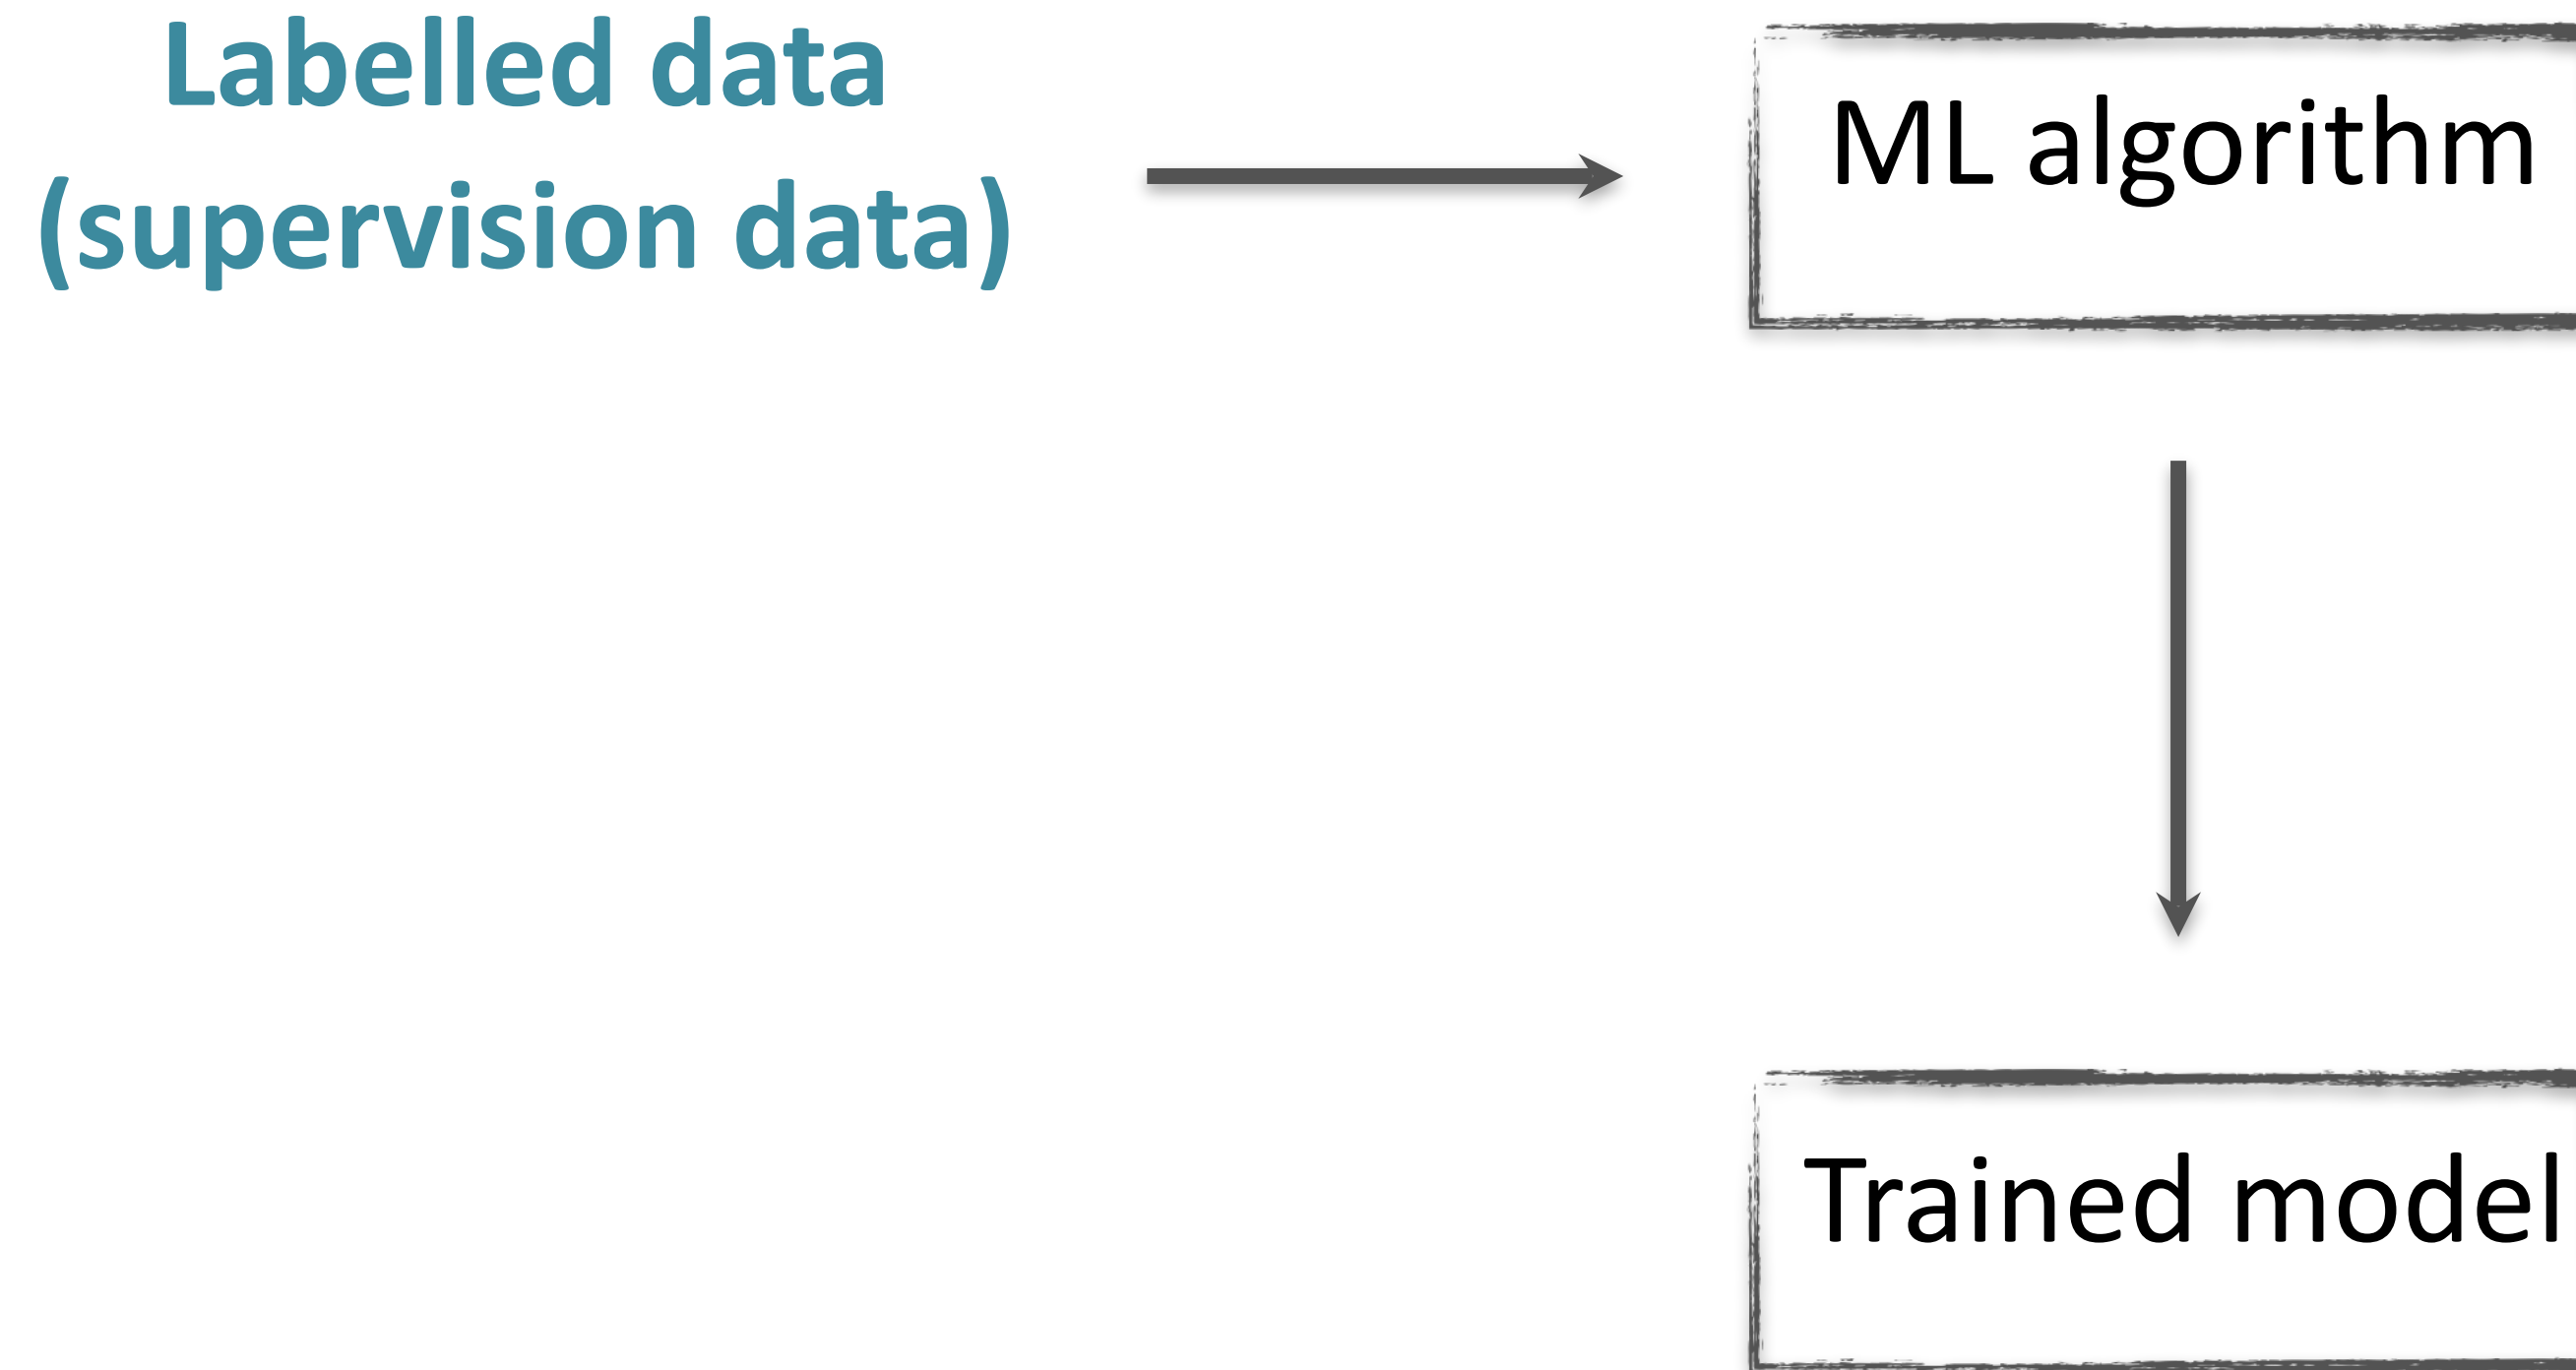 Labelled data
(supervision data)
ML algorithm
Trained model